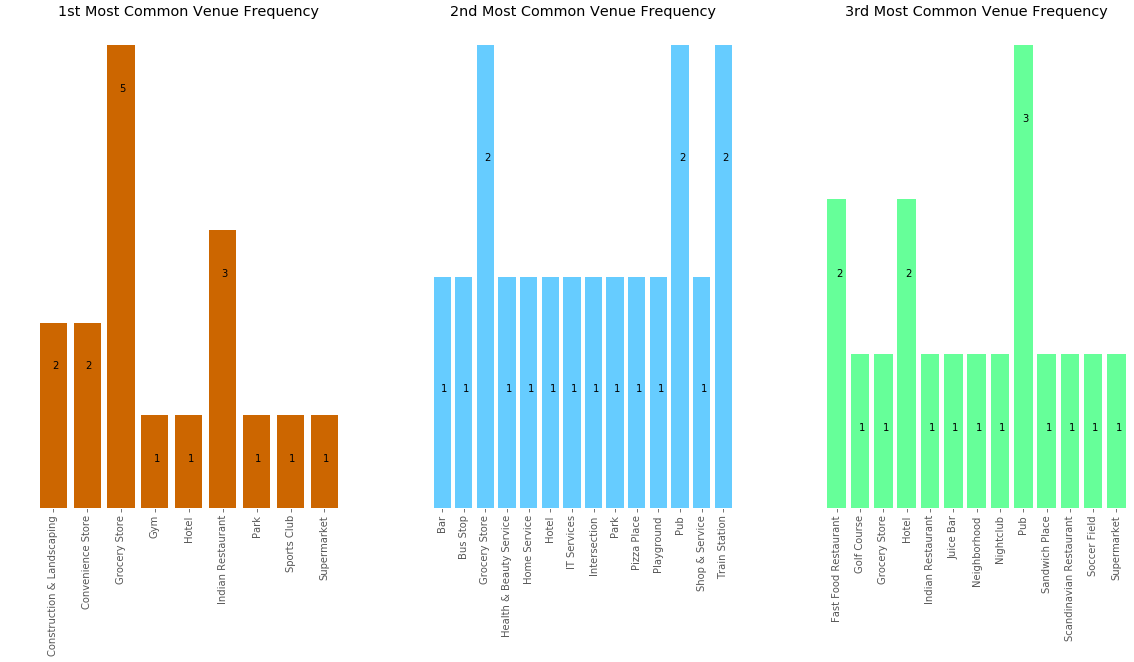 1st Most Common Venue Frequency
2
2
5
1
1
3
1
1
1
Construction & Landscaping
Convenience Store
Grocery Store
Gym
Hotel
Indian Restaurant
Park
Sports Club
Supermarket
2nd Most Common Venue Frequency
1
1
2
1
1
1
1
1
1
1
1
2
1
2
Bar
Bus Stop
Grocery Store
Health & Beauty Service
Home Service
Hotel
IT Services
Intersection
Park
Pizza Place
Playground
Pub
Shop & Service
Train Station
3rd Most Common Venue Frequency
2
1
1
2
1
1
1
1
3
1
1
1
1
Fast Food Restaurant
Golf Course
Grocery Store
Hotel
Indian Restaurant
Juice Bar
Neighborhood
Nightclub
Pub
Sandwich Place
Scandinavian Restaurant
Soccer Field
Supermarket